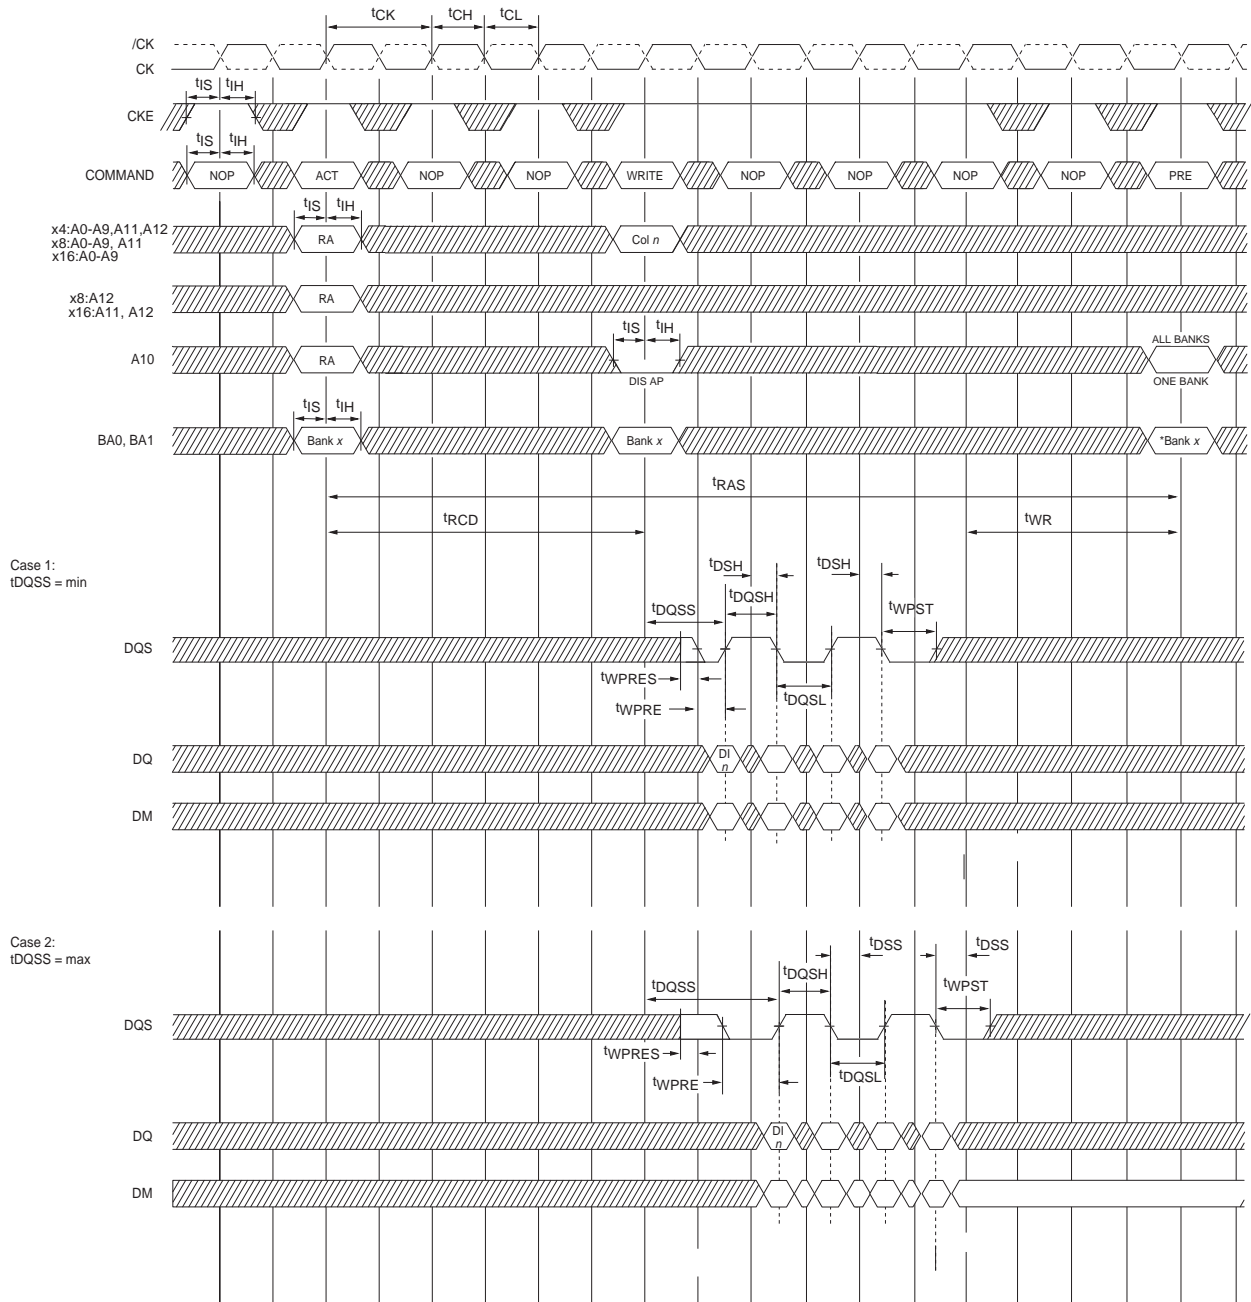 tCK tCH tCL
/CK
CK
tIS tIH
CKE
tIS tIH
COMMAND NOP ACT NOP NOP WRITE NOP NOP NOP NOP PRE
tIS tIH
x4:A0-A9,A11,A12
x8:A0-A9, A11
x16:A0-A9
RA Col n
x8:A12
x16:A11, A12
RA
tIS tIH
ALL BANKS
A10 RA
DIS AP ONE BANK
tIS tIH
BA0, BA1 Bank x Bank x *Bank x
tRAS
tRCD tWR
Case 1:
tDQSS = min
tDSH tDSH
tDQSS tDQSH tWPST
DQS
tWPRES
tDQSL
tWPRE
DQ DI
n
DM
Case 2:
tDQSS = max
tDSS tDSS
tDQSS tDQSH tWPST
DQS
tWPRES
tDQSL
tWPRE
DQ DI
n
DM